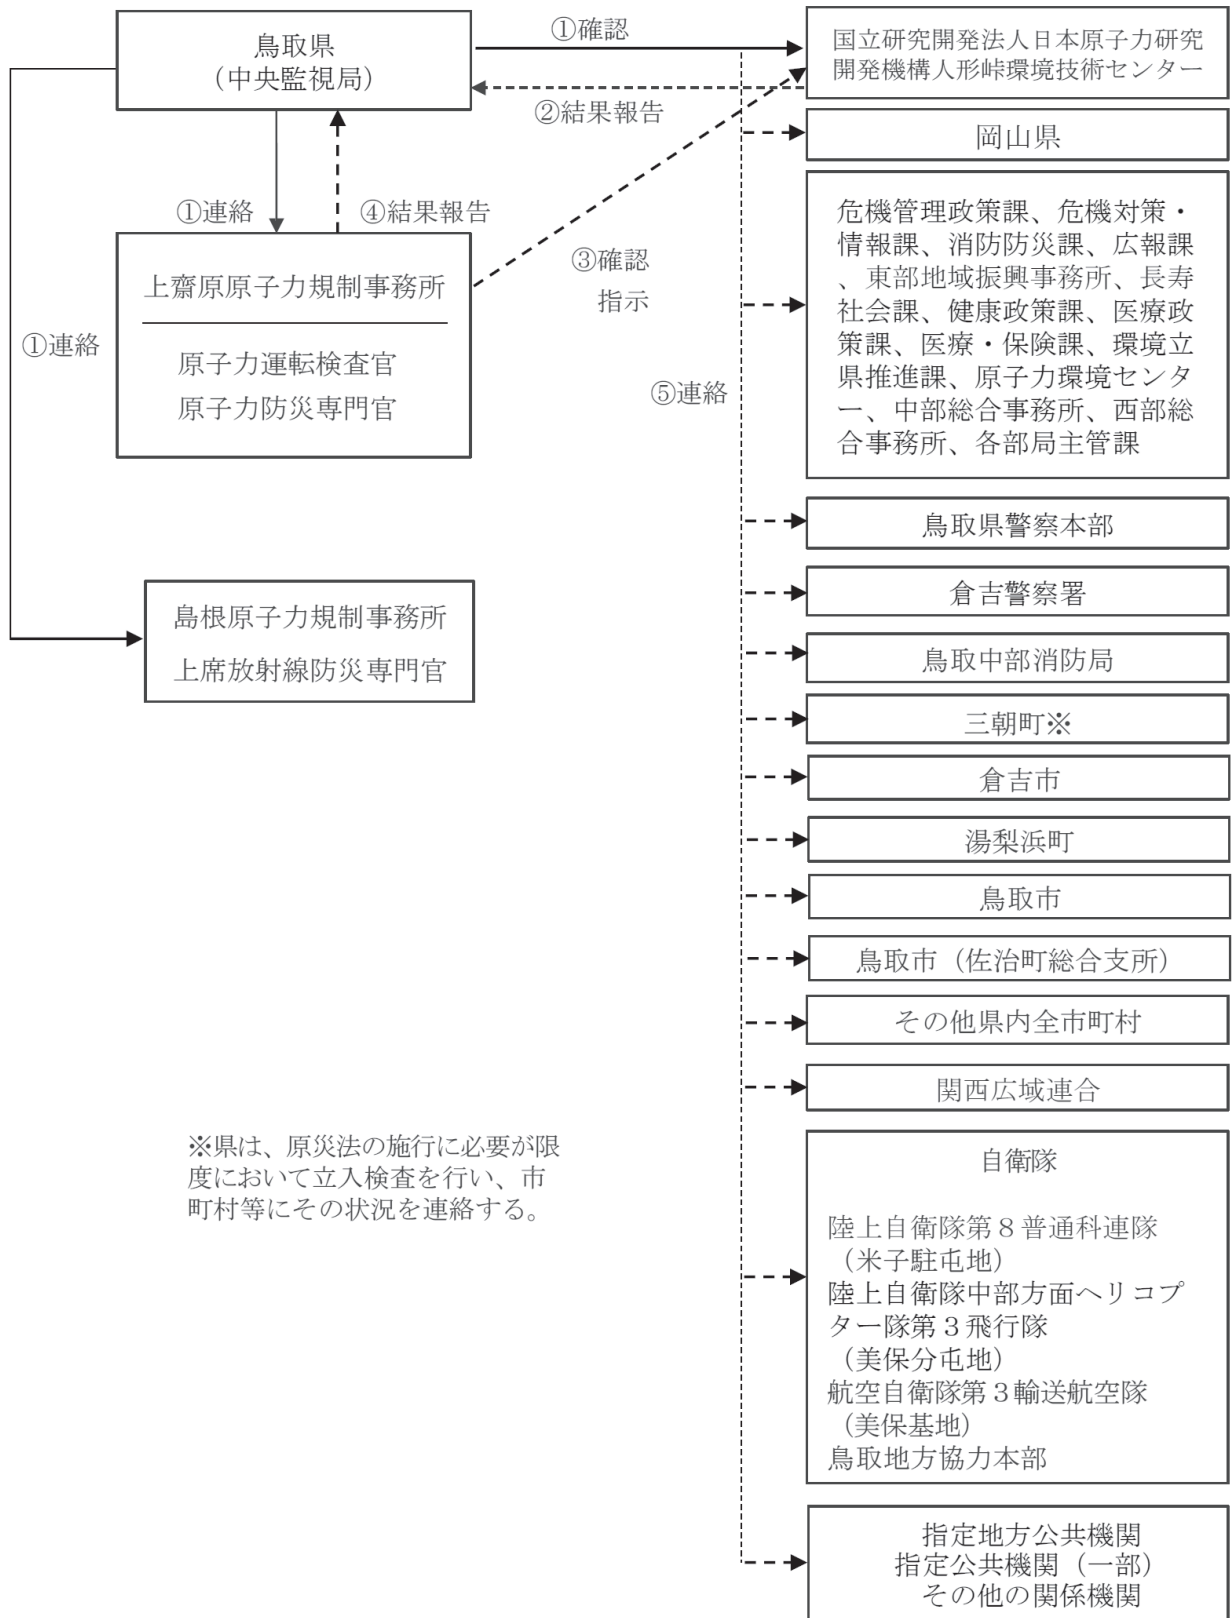 鳥取県
（中央監視局）
①確認
国立研究開発法人日本原子力研究
開発機構人形峠環境技術センター
②結果報告
岡山県
①連絡
④結果報告
上齋原原子力規制事務所
原子力運転検査官
原子力防災専門官
③確認
指示
①連絡
⑤連絡
危機管理政策課、危機対策・
情報課、消防防災課、広報課
、東部地域振興事務所、長寿
社会課、健康政策課、医療政
策課、医療・保険課、環境立
県推進課、原子力環境センタ
ー、中部総合事務所、西部総
合事務所、各部局主管課
鳥取県警察本部
倉吉警察署
島根原子力規制事務所
上席放射線防災専門官
鳥取中部消防局
三朝町※
倉吉市
湯梨浜町
鳥取市
鳥取市（佐治町総合支所）
その他県内全市町村
関西広域連合
※県は、原災法の施行に必要が限
度において立入検査を行い、市
町村等にその状況を連絡する。
自衛隊
陸上自衛隊第８普通科連隊
（米子駐屯地）
陸上自衛隊中部方面ヘリコプ
ター隊第３飛行隊
（美保分屯地）
航空自衛隊第３輸送航空隊
（美保基地）
鳥取地方協力本部
指定地方公共機関
指定公共機関（一部）
その他の関係機関